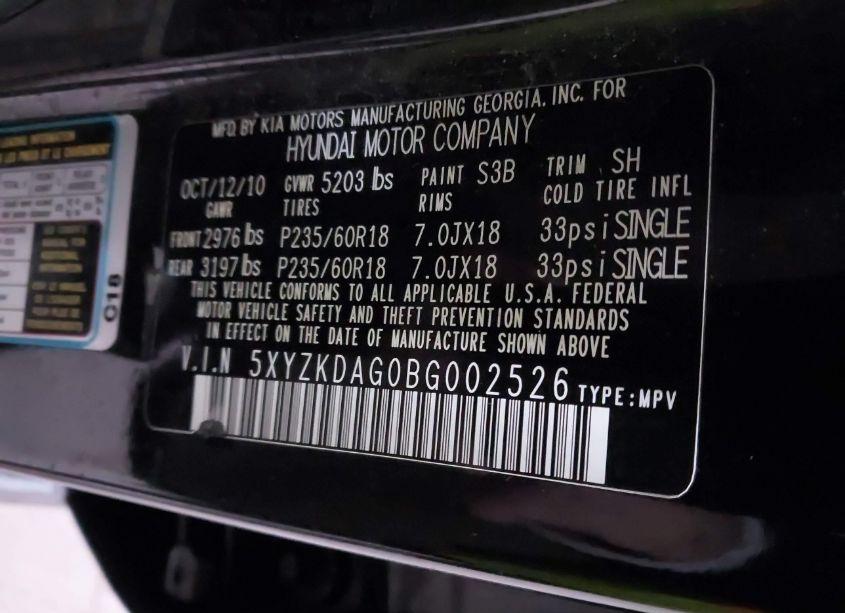 MFD. BY KIA MOTORS MANUFACTURING GEORGIA. INC. FOR
HYUNDAI MOTOR COMPANY
OCT/12/10 GVWR 5203 lbs PAINT S3B TRIM SH
GAWR TIRES RIMS COLD TIRE INFL
FRONT 2976 lbs P235/60R18 7.0JX18 33psi SINGLE
REAR 3197 lbs P235/60R18 7.0JX18 33psi SINGLE
THIS VEHICLE CONFORMS TO ALL APPLICABLE U.S.A. FEDERAL
MOTOR VEHICLE SAFETY AND THEFT PREVENTION STANDARDS
IN EFFECT ON THE DATE OF MANUFACTURE SHOWN ABOVE
V.I.N 5XYZKDAG0BG002526 TYPE:MPV
C18